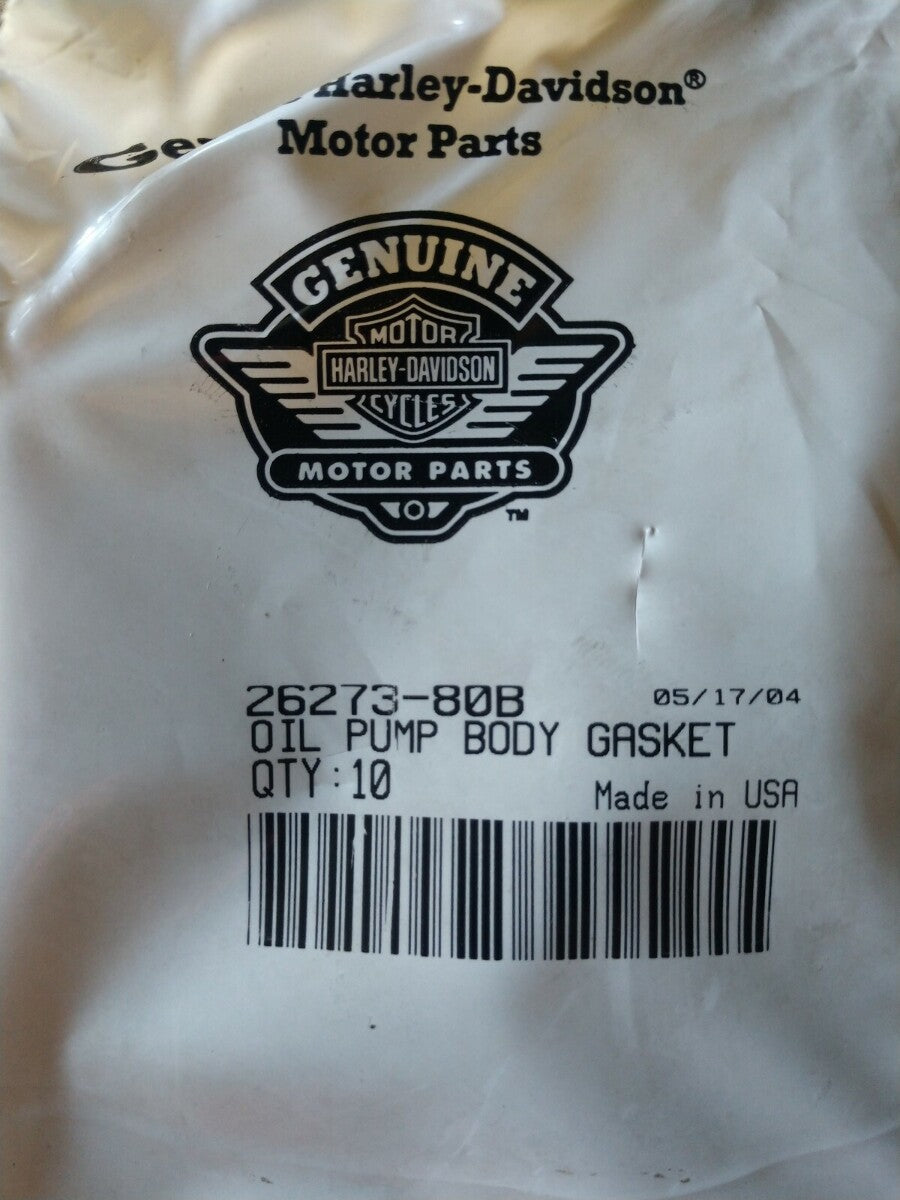 Harley-Davidson®
Motor Parts
GENUINE
MOTOR
HARLEY-DAVIDSON
CYCLES
MOTOR PARTS
TM
26273-80B 05/17/04
OIL PUMP BODY GASKET
QTY:10 Made in USA